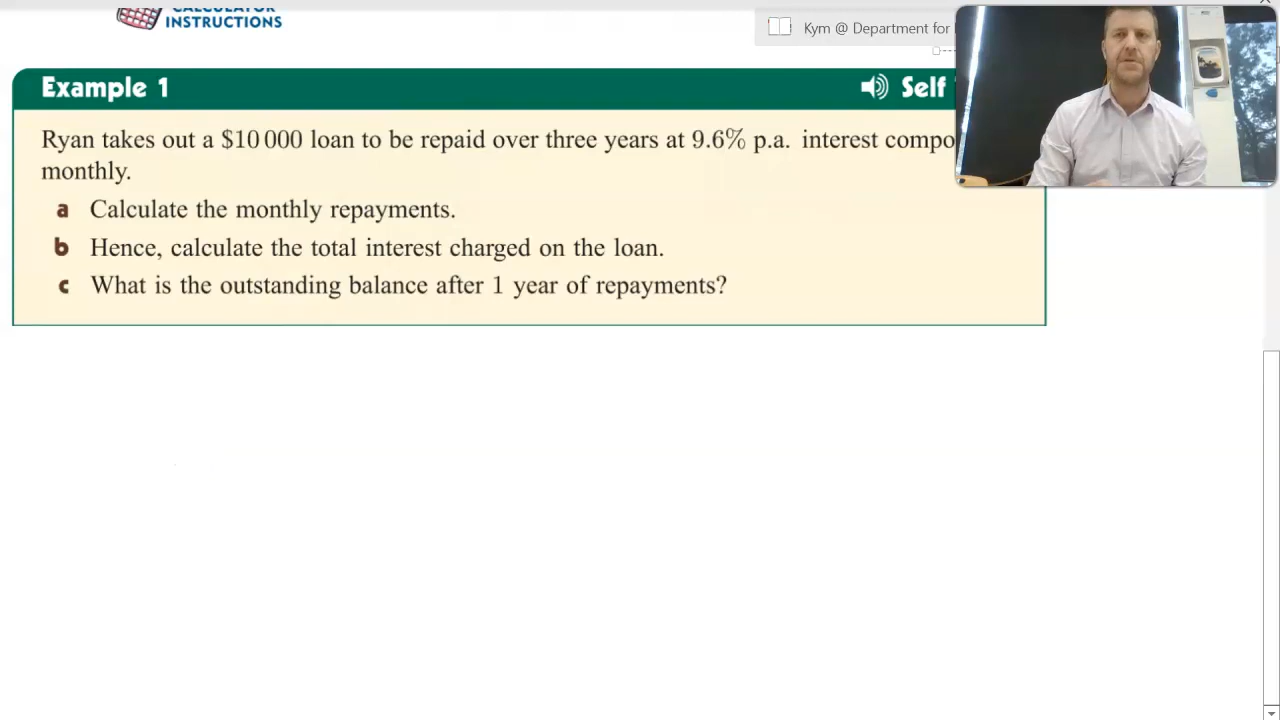 CALCULATOR
INSTRUCTIONS
Kym @ Department for
Example 1
Self
Ryan takes out a $10 000 loan to be repaid over three years at 9.6% p.a. interest compo
monthly.
a Calculate the monthly repayments.
b Hence, calculate the total interest charged on the loan.
c What is the outstanding balance after 1 year of repayments?